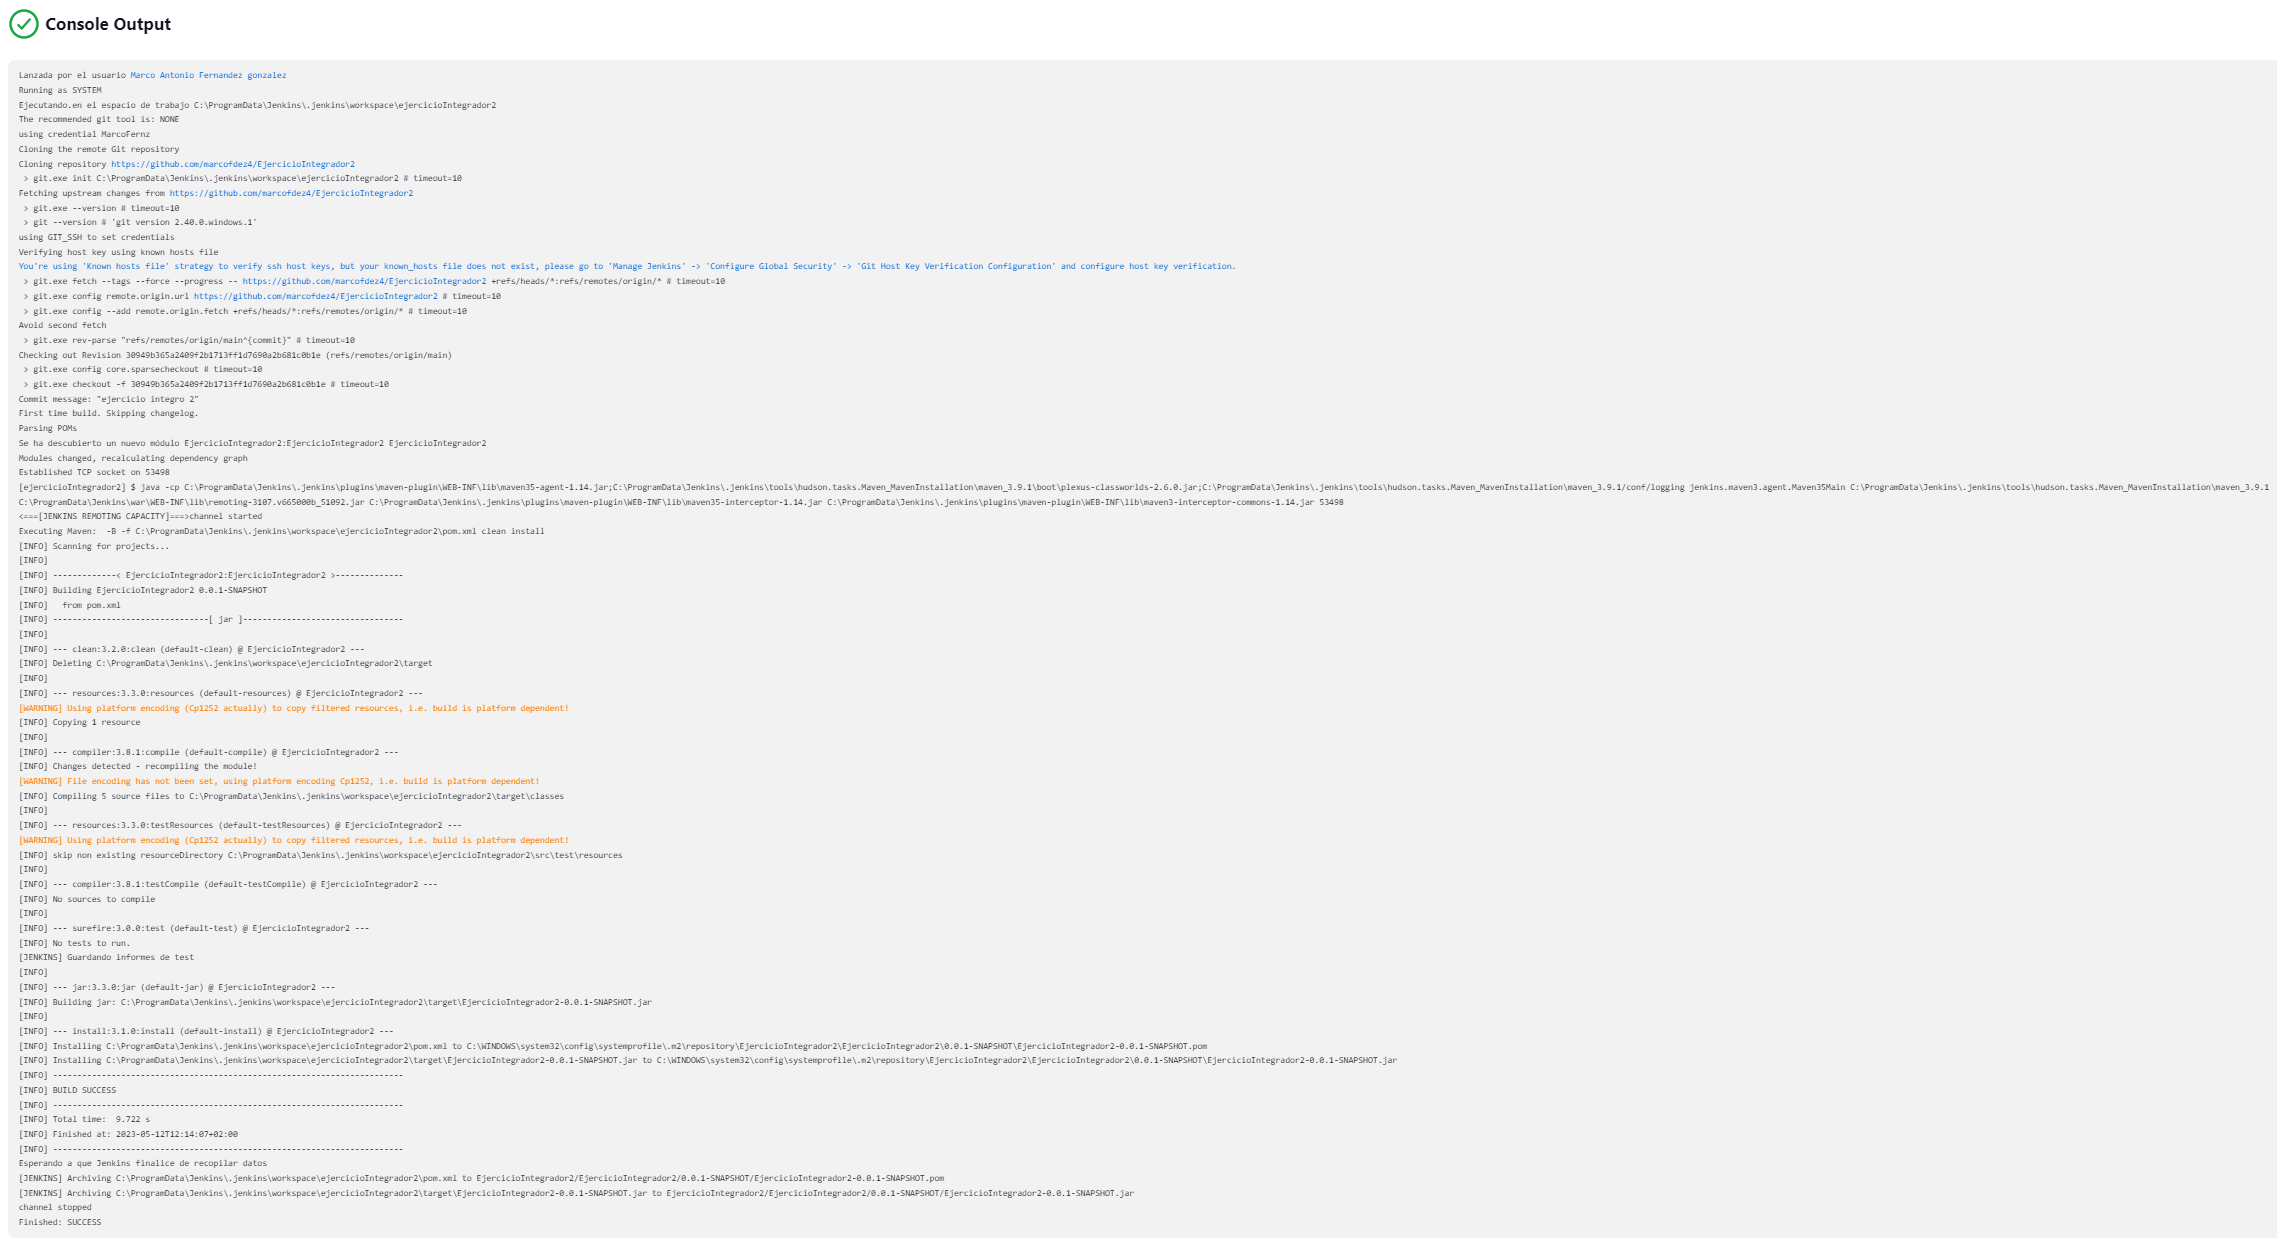 Console Output
Lanzada por el usuario Marco Antonio Fernandez gonzalez
Running as SYSTEM
Ejecutando.en el espacio de trabajo C:\ProgramData\Jenkins\.jenkins\workspace\ejercicioIntegrador2
The recommended git tool is: NONE
using credential MarcoFernz
Cloning the remote Git repository
Cloning repository https://github.com/marcofdez4/EjercicioIntegrador2
 > git.exe init C:\ProgramData\Jenkins\.jenkins\workspace\ejercicioIntegrador2 # timeout=10
Fetching upstream changes from https://github.com/marcofdez4/EjercicioIntegrador2
 > git.exe --version # timeout=10
 > git --version # 'git version 2.40.0.windows.1'
using GIT_SSH to set credentials
Verifying host key using known hosts file
You're using 'Known hosts file' strategy to verify ssh host keys, but your known_hosts file does not exist, please go to 'Manage Jenkins' -> 'Configure Global Security' -> 'Git Host Key Verification Configuration' and configure host key verification.
 > git.exe fetch --tags --force --progress -- https://github.com/marcofdez4/EjercicioIntegrador2 +refs/heads/*:refs/remotes/origin/* # timeout=10
 > git.exe config remote.origin.url https://github.com/marcofdez4/EjercicioIntegrador2 # timeout=10
 > git.exe config --add remote.origin.fetch +refs/heads/*:refs/remotes/origin/* # timeout=10
Avoid second fetch
 > git.exe rev-parse "refs/remotes/origin/main^{commit}" # timeout=10
Checking out Revision 30949b365a2409f2b1713ff1d7690a2b681c0b1e (refs/remotes/origin/main)
 > git.exe config core.sparsecheckout # timeout=10
 > git.exe checkout -f 30949b365a2409f2b1713ff1d7690a2b681c0b1e # timeout=10
Commit message: "ejercicio integro 2"
First time build. Skipping changelog.
Parsing POMs
Se ha descubierto un nuevo módulo EjercicioIntegrador2:EjercicioIntegrador2 EjercicioIntegrador2
Modules changed, recalculating dependency graph
Established TCP socket on 53498
[ejercicioIntegrador2] $ java -cp C:\ProgramData\Jenkins\.jenkins\plugins\maven-plugin\WEB-INF\lib\maven35-agent-1.14.jar;C:\ProgramData\Jenkins\.jenkins\tools\hudson.tasks.Maven_MavenInstallation\maven_3.9.1\boot\plexus-classworlds-2.6.0.jar;C:\ProgramData\Jenkins\.jenkins\tools\hudson.tasks.Maven_MavenInstallation\maven_3.9.1/conf/logging jenkins.maven3.agent.Maven35Main C:\ProgramData\Jenkins\.jenkins\tools\hudson.tasks.Maven_MavenInstallation\maven_3.9.1
C:\ProgramData\Jenkins\war\WEB-INF\lib\remoting-3107.v665000b_51092.jar C:\ProgramData\Jenkins\.jenkins\plugins\maven-plugin\WEB-INF\lib\maven35-interceptor-1.14.jar C:\ProgramData\Jenkins\.jenkins\plugins\maven-plugin\WEB-INF\lib\maven3-interceptor-commons-1.14.jar 53498
<===[JENKINS REMOTING CAPACITY]===>channel started
Executing Maven:  -B -f C:\ProgramData\Jenkins\.jenkins\workspace\ejercicioIntegrador2\pom.xml clean install
[INFO] Scanning for projects...
[INFO]
[INFO] -------------< EjercicioIntegrador2:EjercicioIntegrador2 >--------------
[INFO] Building EjercicioIntegrador2 0.0.1-SNAPSHOT
[INFO]   from pom.xml
[INFO] --------------------------------[ jar ]---------------------------------
[INFO]
[INFO] --- clean:3.2.0:clean (default-clean) @ EjercicioIntegrador2 ---
[INFO] Deleting C:\ProgramData\Jenkins\.jenkins\workspace\ejercicioIntegrador2\target
[INFO]
[INFO] --- resources:3.3.0:resources (default-resources) @ EjercicioIntegrador2 ---
[WARNING] Using platform encoding (Cp1252 actually) to copy filtered resources, i.e. build is platform dependent!
[INFO] Copying 1 resource
[INFO]
[INFO] --- compiler:3.8.1:compile (default-compile) @ EjercicioIntegrador2 ---
[INFO] Changes detected - recompiling the module!
[WARNING] File encoding has not been set, using platform encoding Cp1252, i.e. build is platform dependent!
[INFO] Compiling 5 source files to C:\ProgramData\Jenkins\.jenkins\workspace\ejercicioIntegrador2\target\classes
[INFO]
[INFO] --- resources:3.3.0:testResources (default-testResources) @ EjercicioIntegrador2 ---
[WARNING] Using platform encoding (Cp1252 actually) to copy filtered resources, i.e. build is platform dependent!
[INFO] skip non existing resourceDirectory C:\ProgramData\Jenkins\.jenkins\workspace\ejercicioIntegrador2\src\test\resources
[INFO]
[INFO] --- compiler:3.8.1:testCompile (default-testCompile) @ EjercicioIntegrador2 ---
[INFO] No sources to compile
[INFO]
[INFO] --- surefire:3.0.0:test (default-test) @ EjercicioIntegrador2 ---
[INFO] No tests to run.
[JENKINS] Guardando informes de test
[INFO]
[INFO] --- jar:3.3.0:jar (default-jar) @ EjercicioIntegrador2 ---
[INFO] Building jar: C:\ProgramData\Jenkins\.jenkins\workspace\ejercicioIntegrador2\target\EjercicioIntegrador2-0.0.1-SNAPSHOT.jar
[INFO]
[INFO] --- install:3.1.0:install (default-install) @ EjercicioIntegrador2 ---
[INFO] Installing C:\ProgramData\Jenkins\.jenkins\workspace\ejercicioIntegrador2\pom.xml to C:\WINDOWS\system32\config\systemprofile\.m2\repository\EjercicioIntegrador2\EjercicioIntegrador2\0.0.1-SNAPSHOT\EjercicioIntegrador2-0.0.1-SNAPSHOT.pom
[INFO] Installing C:\ProgramData\Jenkins\.jenkins\workspace\ejercicioIntegrador2\target\EjercicioIntegrador2-0.0.1-SNAPSHOT.jar to C:\WINDOWS\system32\config\systemprofile\.m2\repository\EjercicioIntegrador2\EjercicioIntegrador2\0.0.1-SNAPSHOT\EjercicioIntegrador2-0.0.1-SNAPSHOT.jar
[INFO] ------------------------------------------------------------------------
[INFO] BUILD SUCCESS
[INFO] ------------------------------------------------------------------------
[INFO] Total time:  9.722 s
[INFO] Finished at: 2023-05-12T12:14:07+02:00
[INFO] ------------------------------------------------------------------------
Esperando a que Jenkins finalice de recopilar datos
[JENKINS] Archiving C:\ProgramData\Jenkins\.jenkins\workspace\ejercicioIntegrador2\pom.xml to EjercicioIntegrador2/EjercicioIntegrador2/0.0.1-SNAPSHOT/EjercicioIntegrador2-0.0.1-SNAPSHOT.pom
[JENKINS] Archiving C:\ProgramData\Jenkins\.jenkins\workspace\ejercicioIntegrador2\target\EjercicioIntegrador2-0.0.1-SNAPSHOT.jar to EjercicioIntegrador2/EjercicioIntegrador2/0.0.1-SNAPSHOT/EjercicioIntegrador2-0.0.1-SNAPSHOT.jar
channel stopped
Finished: SUCCESS